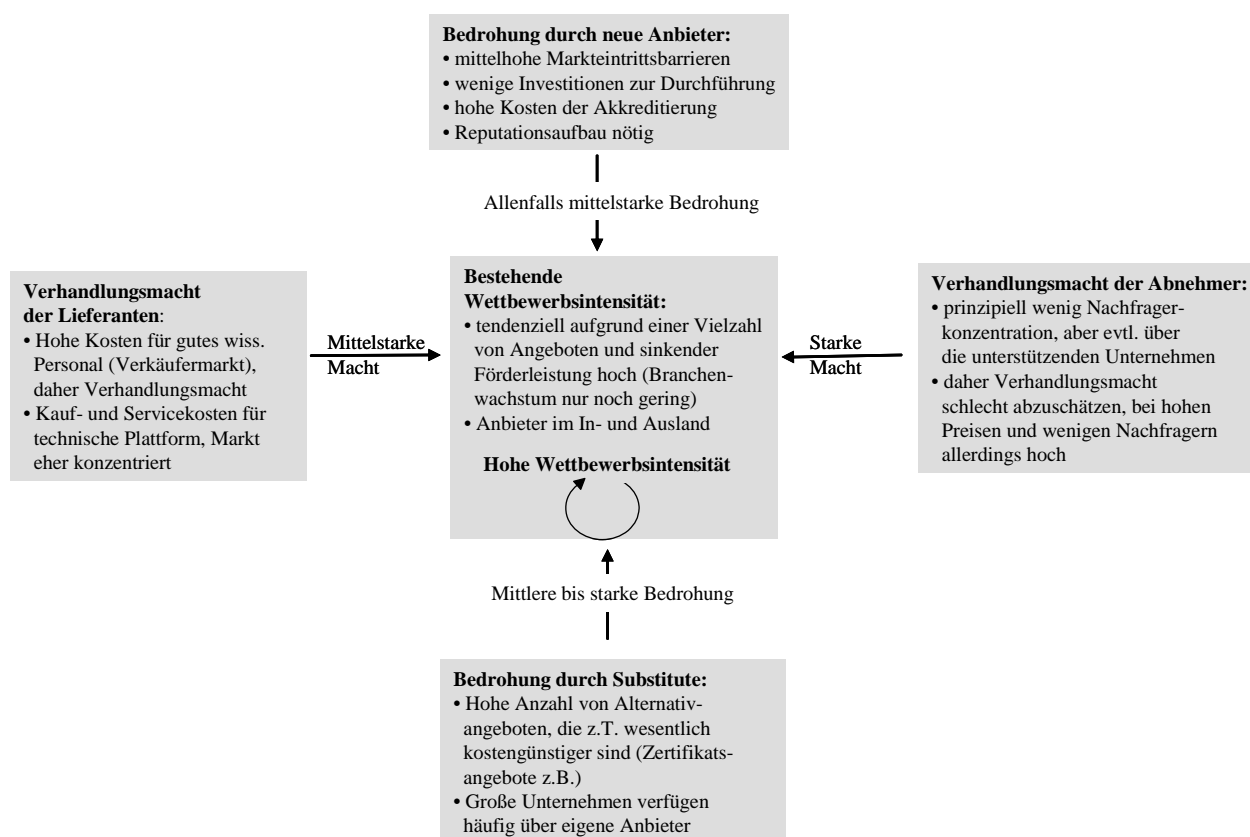 Bedrohung durch neue Anbieter:
• mittelhohe Markteintrittsbarrieren
• wenige Investitionen zur Durchführung
• hohe Kosten der Akkreditierung
• Reputationsaufbau nötig
Allenfalls mittelstarke Bedrohung
Verhandlungsmacht
der Lieferanten:
• Hohe Kosten für gutes wiss.
Personal (Verkäufermarkt),
daher Verhandlungsmacht
• Kauf- und Servicekosten für
technische Plattform, Markt
eher konzentriert
Mittelstarke
Macht
Bestehende
Wettbewerbsintensität:
• tendenziell aufgrund einer Vielzahl
von Angeboten und sinkender
Förderleistung hoch (Branchen-
wachstum nur noch gering)
• Anbieter im In- und Ausland
Hohe Wettbewerbsintensität
Starke
Macht
Verhandlungsmacht der Abnehmer:
• prinzipiell wenig Nachfrager-
konzentration, aber evtl. über
die unterstützenden Unternehmen
• daher Verhandlungsmacht
schlecht abzuschätzen, bei hohen
Preisen und wenigen Nachfragern
allerdings hoch
Mittlere bis starke Bedrohung
Bedrohung durch Substitute:
• Hohe Anzahl von Alternativ-
angeboten, die z.T. wesentlich
kostengünstiger sind (Zertifikats-
angebote z.B.)
• Große Unternehmen verfügen
häufig über eigene Anbieter